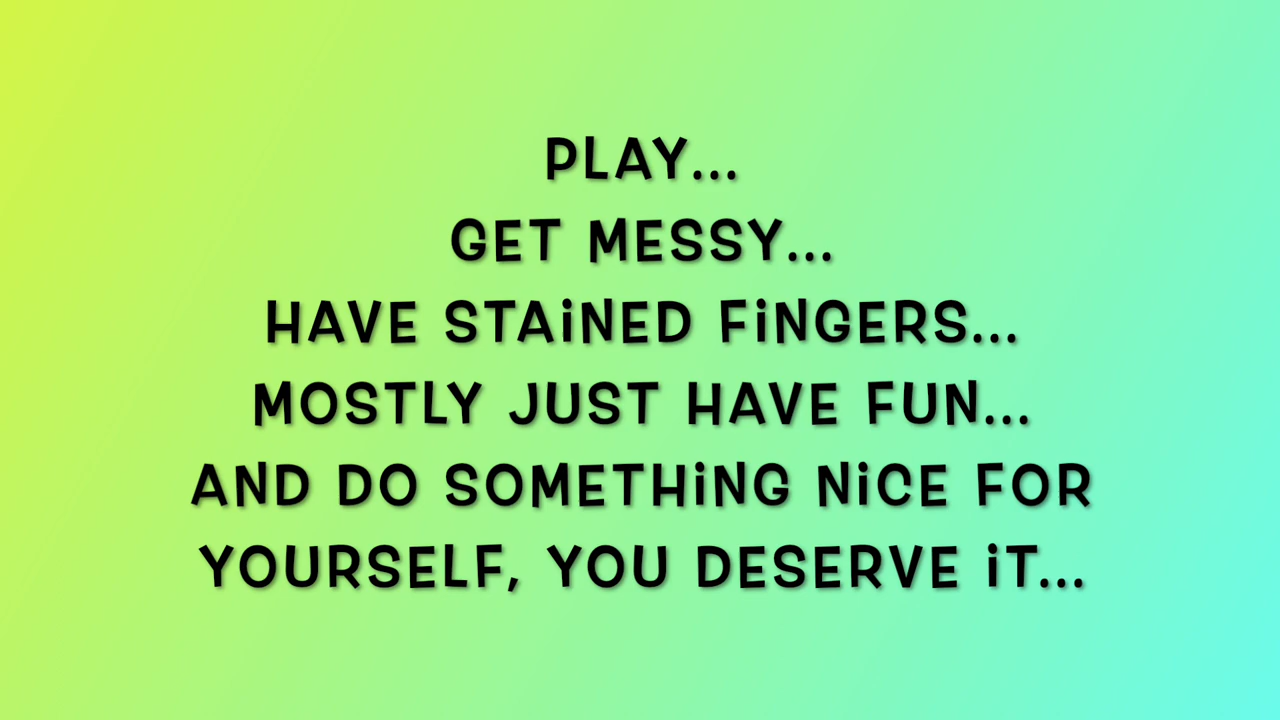 PLAY...
GET MESSY...
HAVE STAiNED FiNGERS...
MOSTLY JUST HAVE FUN...
AND DO SOMETHiNG NiCE FOR
YOURSELF, YOU DESERVE iT...